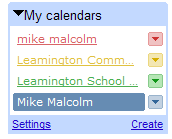 My calendars
mike malcolm
Leamington Comm...
Leamington School ...
Mike Malcolm
Settings Create